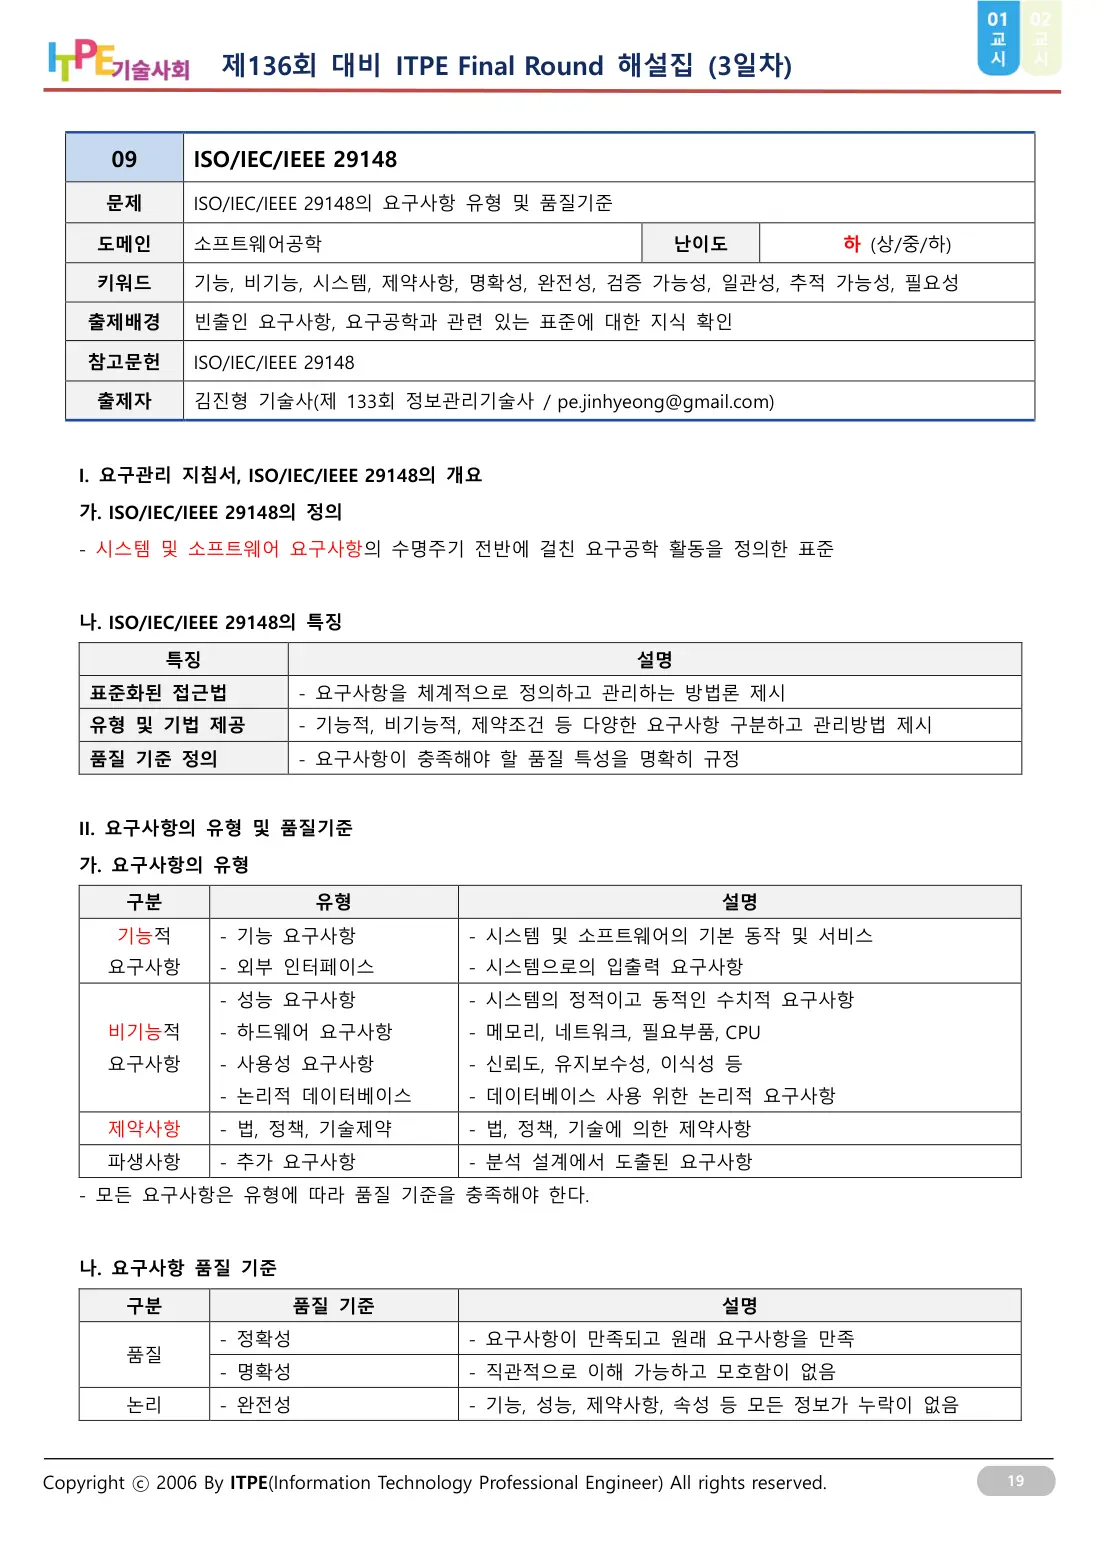 ITPE기술사회 제136회 대비 ITPE Final Round 해설집 (3일차)
01 교시
02 교시
09 ISO/IEC/IEEE 29148
문제 ISO/IEC/IEEE 29148의 요구사항 유형 및 품질기준
도메인 소프트웨어공학 난이도 하 (상/중/하)
키워드 기능, 비기능, 시스템, 제약사항, 명확성, 완전성, 검증 가능성, 일관성, 추적 가능성, 필요성
출제배경 빈출인 요구사항, 요구공학과 관련 있는 표준에 대한 지식 확인
참고문헌 ISO/IEC/IEEE 29148
출제자 김진형 기술사(제 133회 정보관리기술사 / pe.jinhyeong@gmail.com)
I. 요구관리 지침서, ISO/IEC/IEEE 29148의 개요
가. ISO/IEC/IEEE 29148의 정의
- 시스템 및 소프트웨어 요구사항의 수명주기 전반에 걸친 요구공학 활동을 정의한 표준
나. ISO/IEC/IEEE 29148의 특징
특징 설명
표준화된 접근법 - 요구사항을 체계적으로 정의하고 관리하는 방법론 제시
유형 및 기법 제공 - 기능적, 비기능적, 제약조건 등 다양한 요구사항 구분하고 관리방법 제시
품질 기준 정의 - 요구사항이 충족해야 할 품질 특성을 명확히 규정
II. 요구사항의 유형 및 품질기준
가. 요구사항의 유형
구분 유형 설명
기능적 요구사항
- 기능 요구사항 - 시스템 및 소프트웨어의 기본 동작 및 서비스
- 외부 인터페이스 - 시스템으로의 입출력 요구사항
비기능적 요구사항
- 성능 요구사항 - 시스템의 정적이고 동적인 수치적 요구사항
- 하드웨어 요구사항 - 메모리, 네트워크, 필요부품, CPU
- 사용성 요구사항 - 신뢰도, 유지보수성, 이식성 등
- 논리적 데이터베이스 - 데이터베이스 사용 위한 논리적 요구사항
제약사항 - 법, 정책, 기술제약 - 법, 정책, 기술에 의한 제약사항
파생사항 - 추가 요구사항 - 분석 설계에서 도출된 요구사항
- 모든 요구사항은 유형에 따라 품질 기준을 충족해야 한다.
나. 요구사항 품질 기준
구분 품질 기준 설명
품질 - 정확성 - 요구사항이 만족되고 원래 요구사항을 만족
- 명확성 - 직관적으로 이해 가능하고 모호함이 없음
논리 - 완전성 - 기능, 성능, 제약사항, 속성 등 모든 정보가 누락이 없음
Copyright ⓒ 2006 By ITPE(Information Technology Professional Engineer) All rights reserved. 19